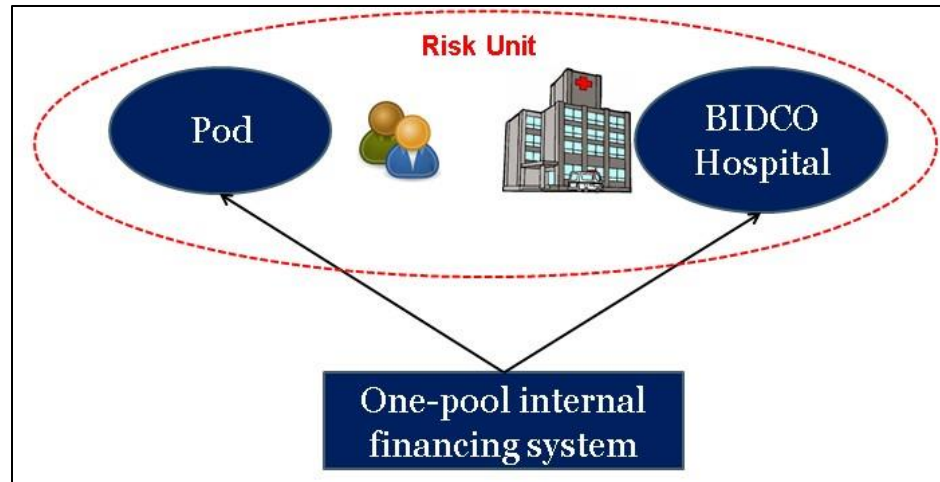 Risk Unit
Pod
BIDCO
Hospital
One-pool internal
financing system